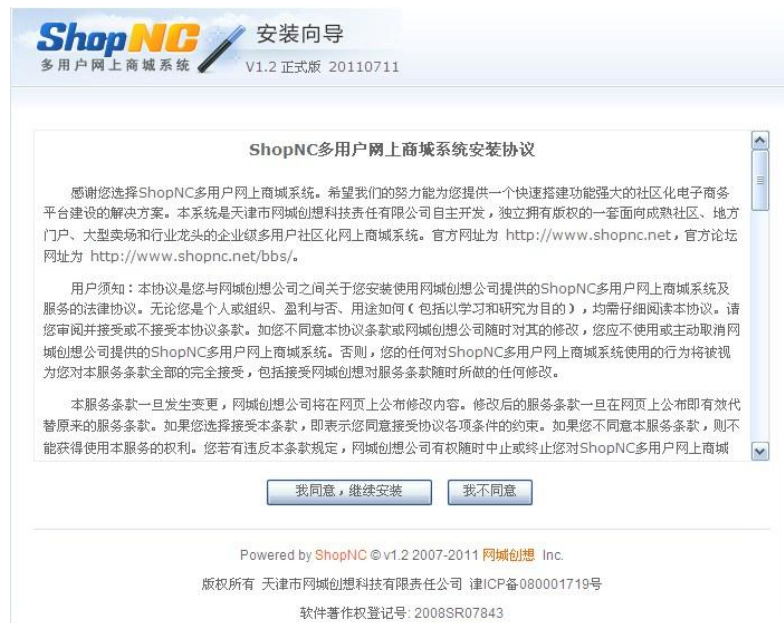 ShopNC
安装向导
多用户网上商城系统
V1.2 正式版 20110711
ShopNC多用户网上商城系统安装协议
感谢您选择ShopNC多用户网上商城系统。希望我们的努力能为您提供一个快速搭建功能强大的社区化电子商务
平台建设的解决方案。本系统是天津市网城创想科技责任有限公司自主开发，独立拥有版权的一套面向成熟社区、地方
门户、大型卖场和行业龙头的企业级多用户社区化网上商城系统。官方网址为 http://www.shopnc.net，官方论坛
网址为 http://www.shopnc.net/bbs/。
用户须知：本协议是您与网城创想公司之间关于您安装使用网城创想公司提供的ShopNC多用户网上商城系统及
服务的法律协议。无论您是个人或组织、盈利与否、用途如何（包括以学习和研究为目的），均需仔细阅读本协议。请
您审阅并接受或不接受本协议条款。如您不同意本协议条款或网城创想公司随时对其的修改，您应不使用或主动取消网
城创想公司提供的ShopNC多用户网上商城系统。否则，您的任何对ShopNC多用户网上商城系统使用的行为将被视
为您对本服务条款全部的完全接受，包括接受网城创想对服务条款随时所做的任何修改。
本服务条款一旦发生变更，网城创想公司将在网页上公布修改内容。修改后的服务条款一旦在网页上公布即有效代
替原来的服务条款。如果您选择接受本条款，即表示您同意接受协议各项条件的约束。如果您不同意本服务条款，则不
能获得使用本服务的权利。您若有违反本条款规定，网城创想公司有权随时中止或终止您对ShopNC多用户网上商城
我同意，继续安装 我不同意
Powered by ShopNC © v1.2 2007-2011 网城创想 Inc.
版权所有 天津市网城创想科技有限责任公司 津ICP备080001719号
软件著作权登记号: 2008SR07843